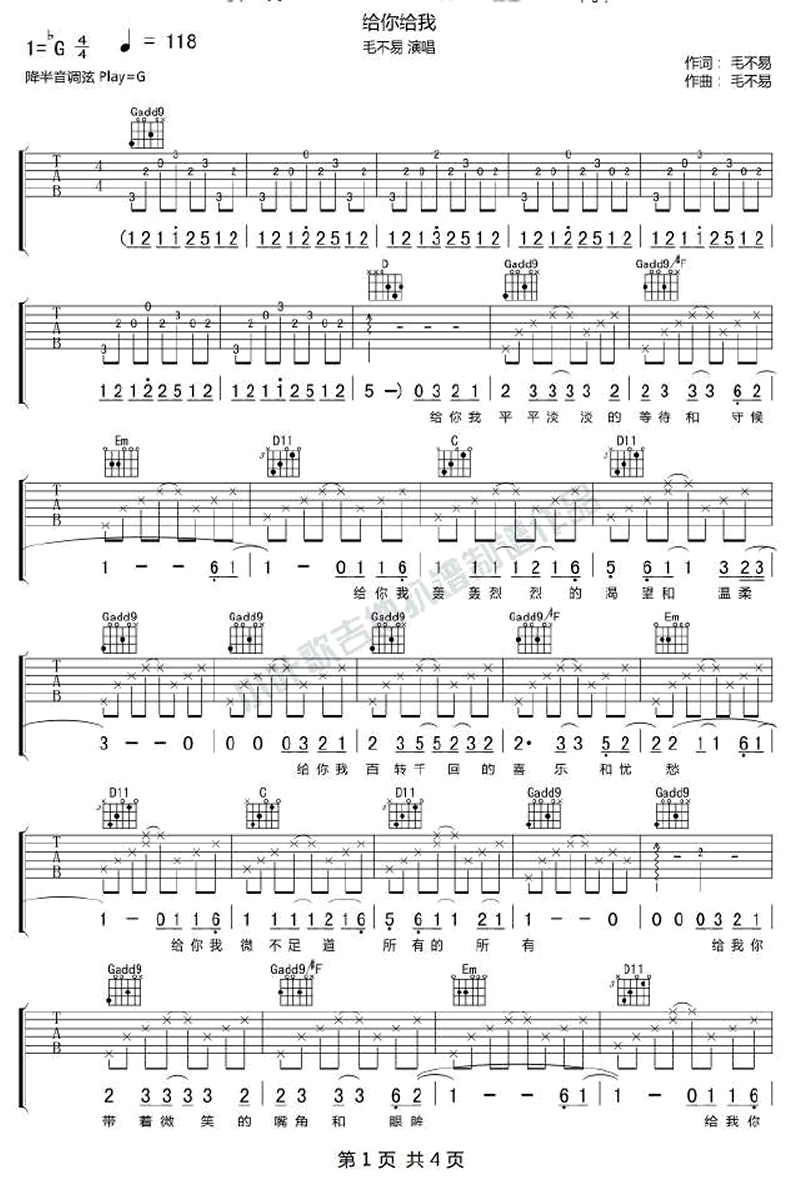 给你给我
毛不易 演唱
1=♭G 4/4 ♩ = 118
降半音调弦 Play=G
作词：毛不易
作曲：毛不易
Gadd9
TAB 4/4
(1 2 1 i 2 5 1 2 | 1 2 1 2 2 5 1 2 | 1 2 1 3 2 5 1 2 | 1 2 1 2 2 5 1 2 | 1 2 1 i 2 5 1 2
D Gadd9 Gadd9/#F
1 2 1 2 2 5 1 2 | 1 2 1 i 2 5 1 2 | 5 -) 0 3 2 1 | 2 3 3 3 3 2 | 2 3 3 3 6 2
给你我 平平淡淡的 等待和 守候
Em D11 C D11
1 - - 6 1 | 1 - 0 1 1 6 | 1 1 1 1 2 1 6 | 5 6 1 1 3 2 3
给你我 轰轰烈烈的 渴望和 温柔
Gadd9 Gadd9 Gadd9 Gadd9/#F Em
3 - - 0 | 0 0 0 3 2 1 | 2 3 5 5 2 3 2 | 2· 3 3 5 2 | 2 2 1 1 6 1
给你我 百转千回的 喜乐 和忧愁
D11 C D11 Gadd9 Gadd9
1 - 0 1 1 6 | 1 1 1 1 2 1 6 | 5 6 1 1 2 1 | 1 - - 0 | 0 0 0 3 2 1
给你我 微不足道 所有的所有 给我你
Gadd9 Gadd9/#F Em D11
2 3 3 3 3 2 | 2 3 3 3 6 2 | 1 - - 6 1 | 1 - 0 1 1 6
带着微笑的 嘴角和 眼眸 给我你
第 1 页 共 4 页